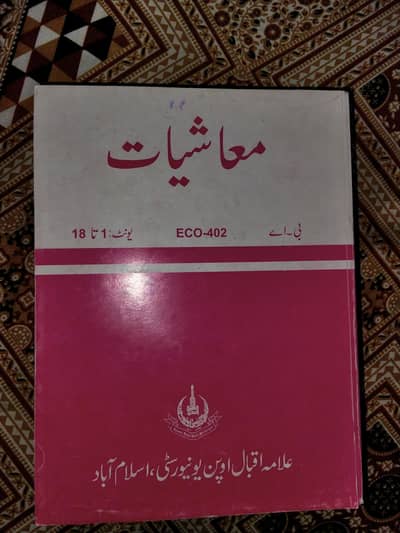 معاشیات
بی - اے ECO-402 یونٹ: 1 تا 18
علامہ اقبال اوپن یونیورسٹی، اسلام آباد